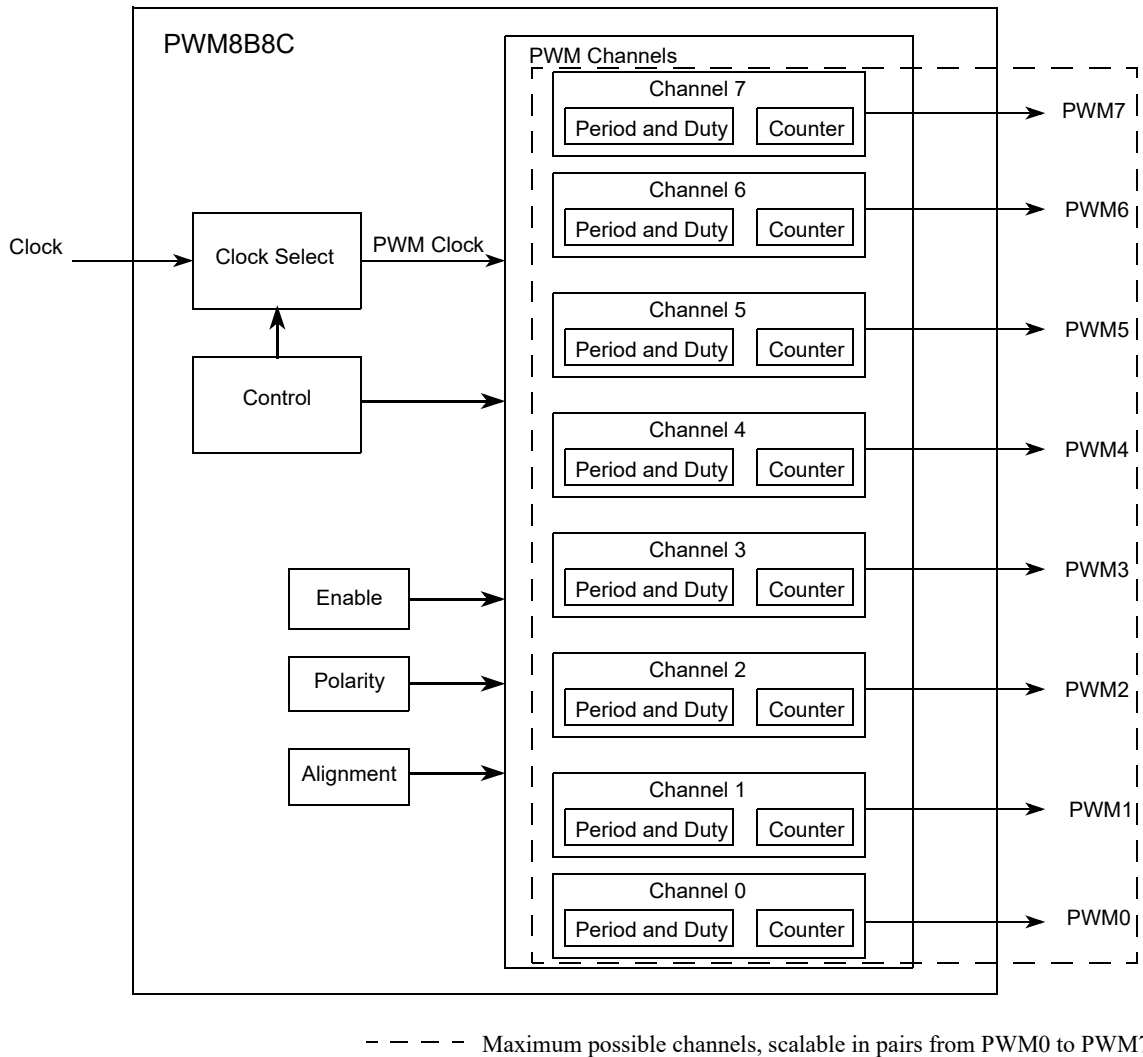 PWM8B8C
PWM Channels
Channel 7
Period and Duty
Counter
PWM7
Channel 6
Period and Duty
Counter
PWM6
Clock
Clock Select
PWM Clock
Channel 5
Period and Duty
Counter
PWM5
Control
Channel 4
Period and Duty
Counter
PWM4
Channel 3
Period and Duty
Counter
PWM3
Enable
Channel 2
Period and Duty
Counter
PWM2
Polarity
Alignment
Channel 1
Period and Duty
Counter
PWM1
Channel 0
Period and Duty
Counter
PWM0
Maximum possible channels, scalable in pairs from PWM0 to PWM7